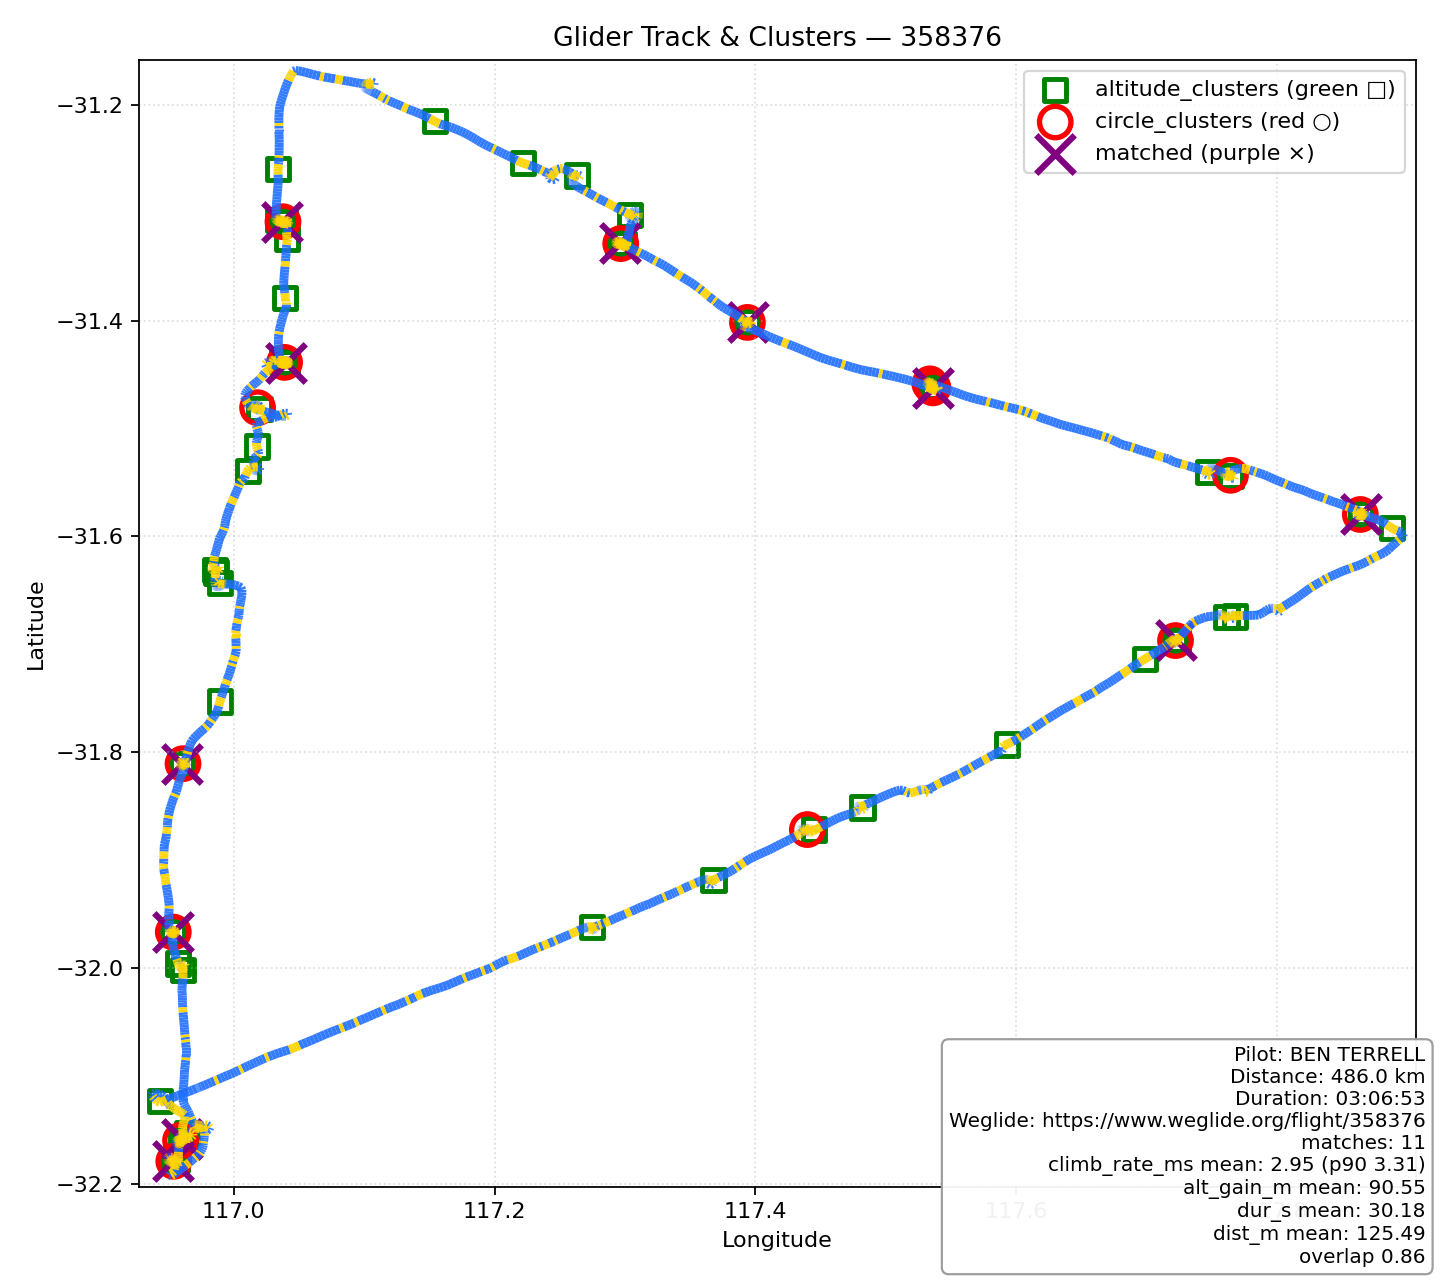 Glider Track & Clusters — 358376
altitude_clusters (green □)
circle_clusters (red ○)
matched (purple ×)
−31.2
−31.4
−31.6
−31.8
−32.0
−32.2
Latitude
117.0
117.2
117.4
117.6
Longitude
Pilot: BEN TERRELL
Distance: 486.0 km
Duration: 03:06:53
Weglide: https://www.weglide.org/flight/358376
matches: 11
climb_rate_ms mean: 2.95 (p90 3.31)
alt_gain_m mean: 90.55
dur_s mean: 30.18
dist_m mean: 125.49
overlap 0.86